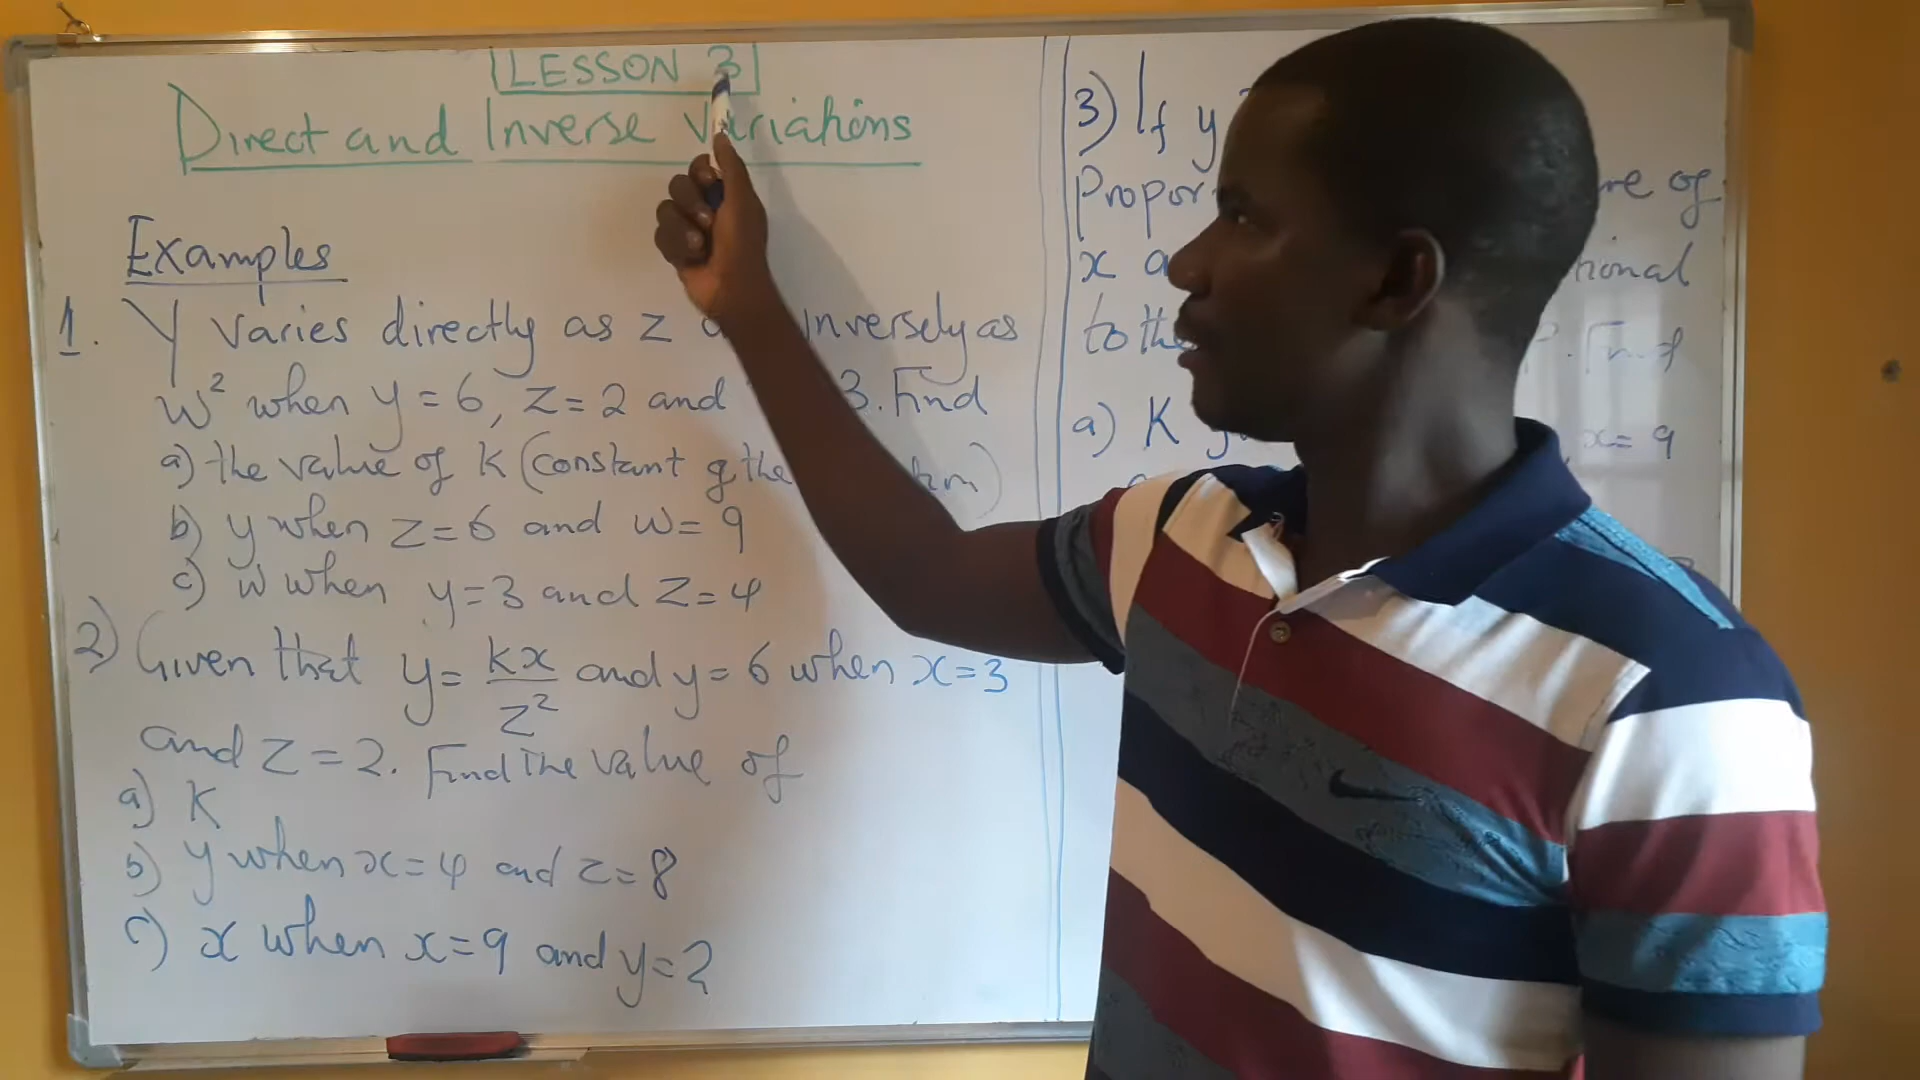 LESSON 3
Direct and Inverse Variations
Examples
1. Y varies directly as z inversely as
w² when y = 6, z = 2 and 3. Find
a) the value of k (constant of the
b) y when z = 6 and w = 9
c) w when y = 3 and z = 4
2) Given that y = kx/z² and y = 6 when x = 3
and z = 2. Find the value of
a) K
b) y when x = 4 and z = 8
c) x when x = 9 and y = 2
3) If y
re of
x
to the
Find
a) K x = 9